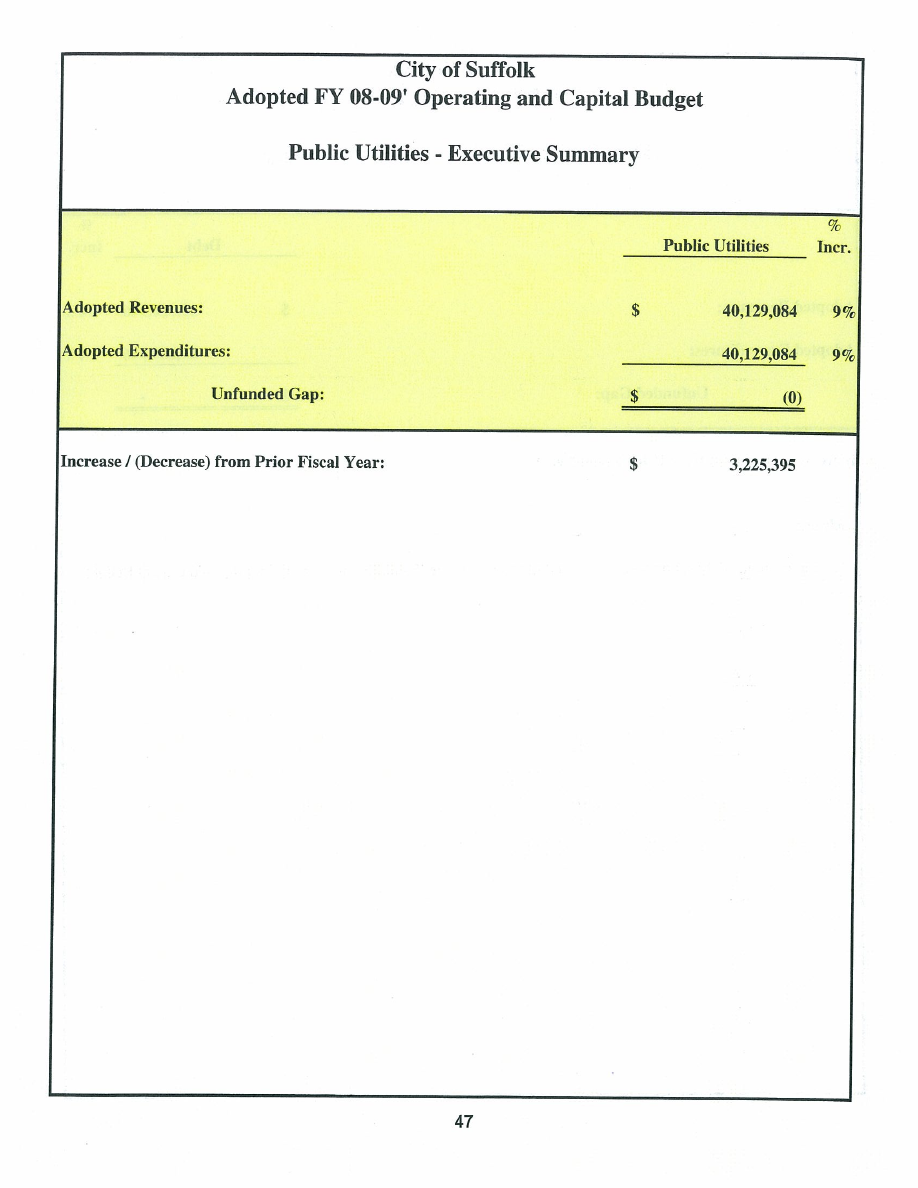 City of Suffolk
Adopted FY 08-09' Operating and Capital Budget
Public Utilities - Executive Summary
%
Public Utilities Incr.
Adopted Revenues: $ 40,129,084 9%
Adopted Expenditures: 40,129,084 9%
Unfunded Gap: $ (0)
Increase / (Decrease) from Prior Fiscal Year: $ 3,225,395
47